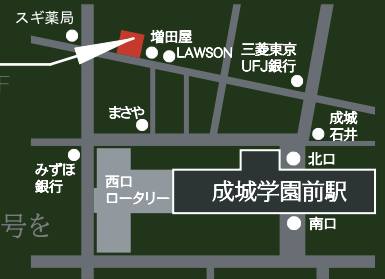 スギ薬局
増田屋
LAWSON
三菱東京
UFJ銀行
まさや
成城
石井
みずほ
銀行
西口
ロータリー
北口
成城学園前駅
南口
号を